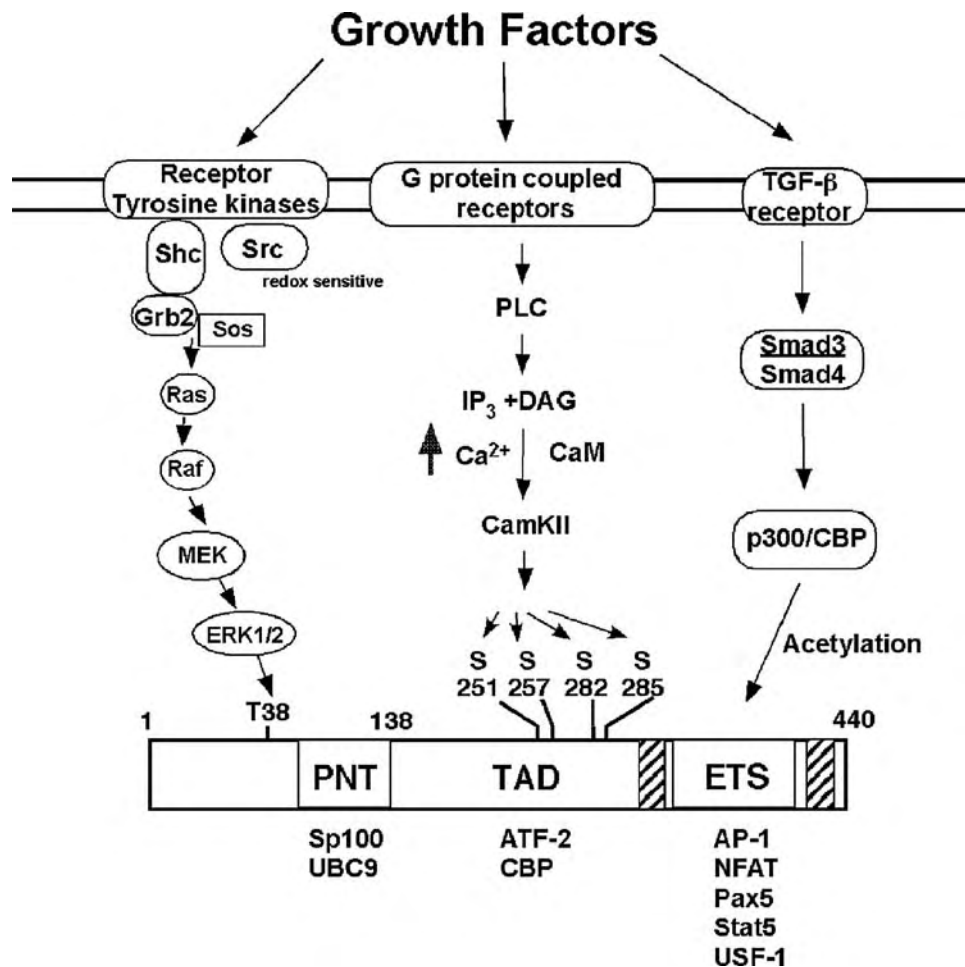 Growth Factors
Receptor
Tyrosine kinases
G protein coupled
receptors
TGF-β
receptor
Shc
Src
redox sensitive
Grb2
Sos
Ras
Raf
MEK
ERK1/2
PLC
IP₃ +DAG
Ca²⁺ CaM
CamKII
Smad3
Smad4
p300/CBP
Acetylation
S S S S
251 257 282 285
1 T38 138 440
PNT TAD ETS
Sp100
UBC9
ATF-2
CBP
AP-1
NFAT
Pax5
Stat5
USF-1